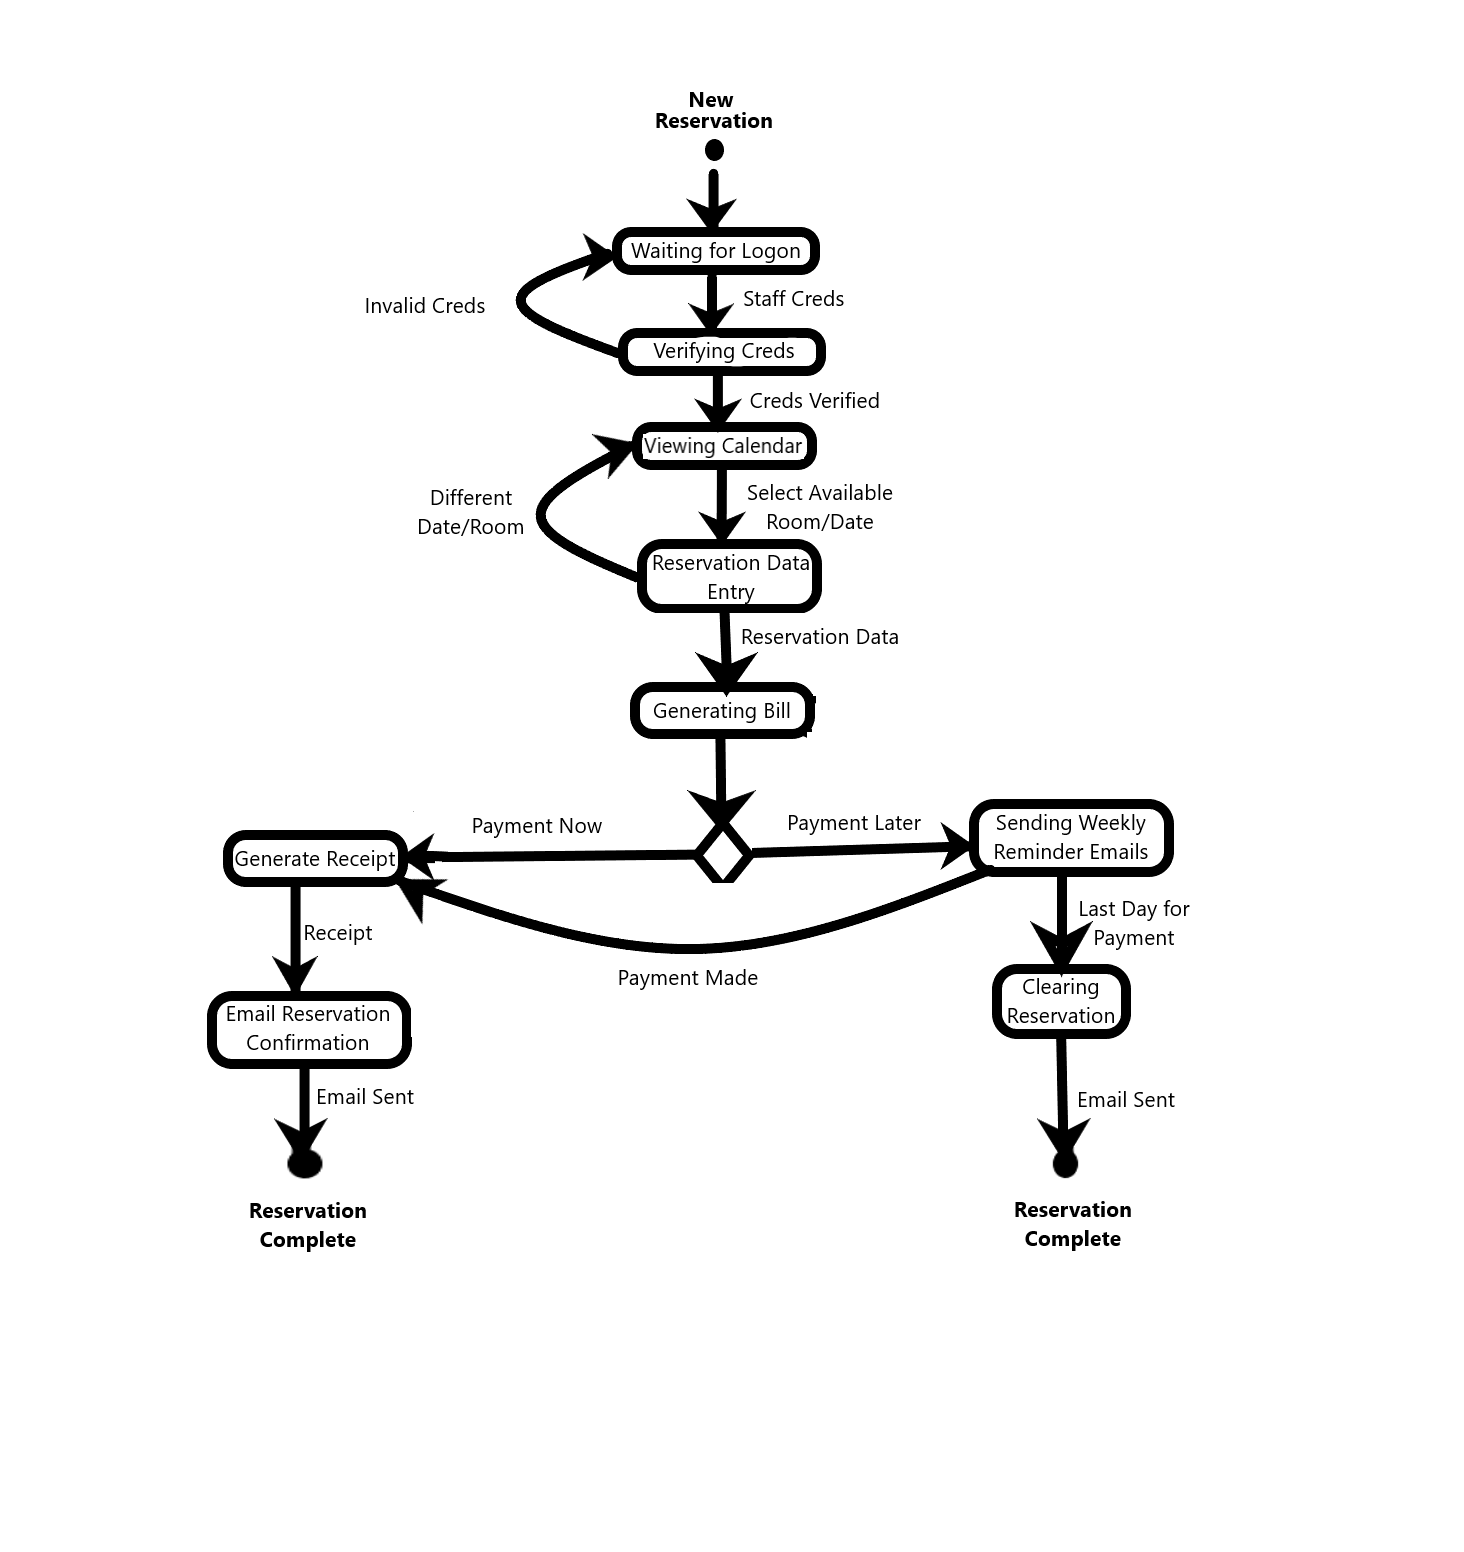 New
Reservation
Waiting for Logon
Invalid Creds
Staff Creds
Verifying Creds
Creds Verified
Viewing Calendar
Different
Date/Room
Select Available
Room/Date
Reservation Data
Entry
Reservation Data
Generating Bill
Payment Now
Payment Later
Sending Weekly
Reminder Emails
Generate Receipt
Receipt
Last Day for
Payment
Payment Made
Email Reservation
Confirmation
Clearing
Reservation
Email Sent
Email Sent
Reservation
Complete
Reservation
Complete